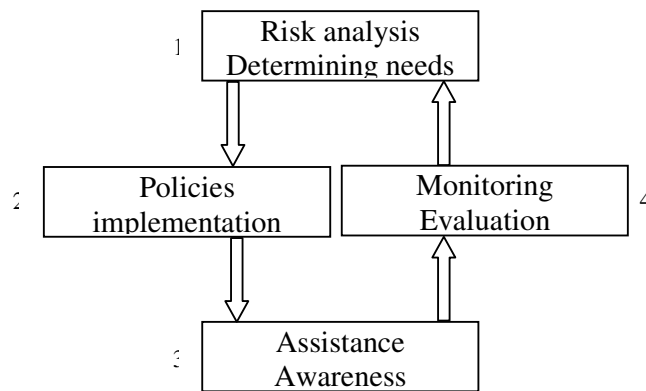 1
Risk analysis
Determining needs
2
Policies
implementation
Monitoring
Evaluation
4
3
Assistance
Awareness